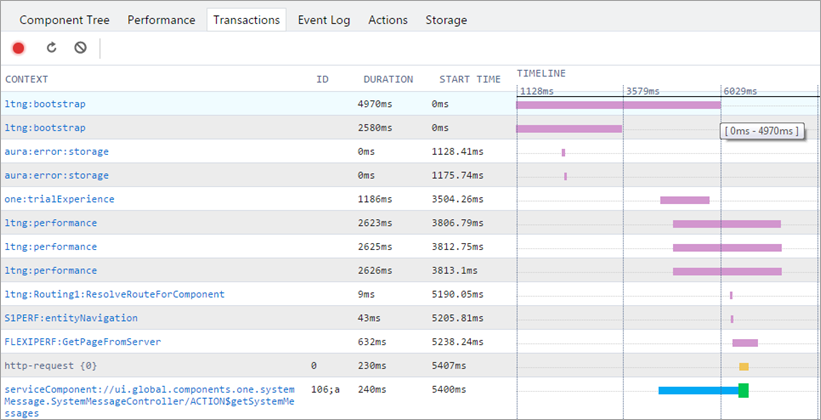 Component Tree Performance Transactions Event Log Actions Storage
CONTEXT ID DURATION START TIME TIMELINE
1128ms 3579ms 6029ms
ltng:bootstrap 4970ms 0ms
ltng:bootstrap 2580ms 0ms
[ 0ms - 4970ms ]
aura:error:storage 0ms 1128.41ms
aura:error:storage 0ms 1175.74ms
one:trialExperience 1186ms 3504.26ms
ltng:performance 2623ms 3806.79ms
ltng:performance 2625ms 3812.75ms
ltng:performance 2626ms 3813.1ms
ltng:Routing1:ResolveRouteForComponent 9ms 5190.05ms
S1PERF:entityNavigation 43ms 5205.81ms
FLEXIPERF:GetPageFromServer 632ms 5238.24ms
http-request {0} 0 230ms 5407ms
serviceComponent://ui.global.components.one.system 106;a 240ms 5400ms
Message.SystemMessageController/ACTION$getSystemMe
ssages